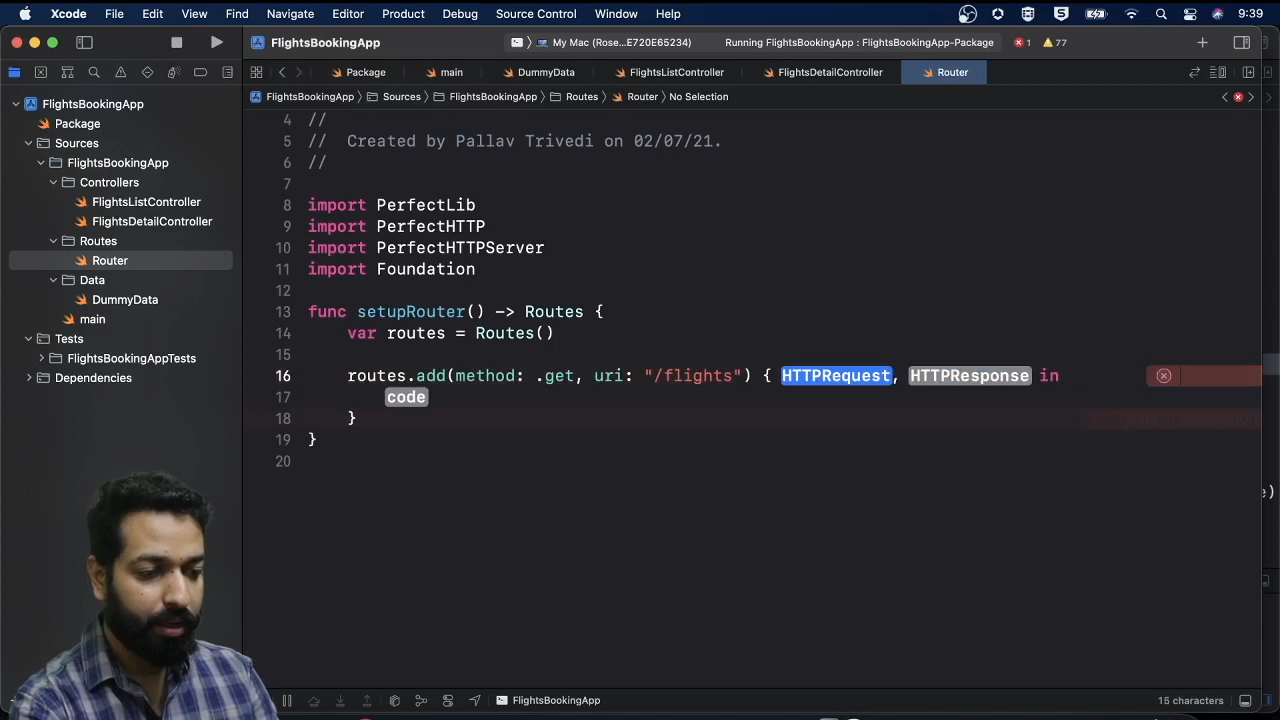 Xcode File Edit View Find Navigate Editor Product Debug Source Control Window Help 9:39
FlightsBookingApp My Mac (Rose...E720E65234) Running FlightsBookingApp : FlightsBookingApp-Package 1 77
Package main DummyData FlightsListController FlightsDetailController Router
FlightsBookingApp Sources FlightsBookingApp Routes Router No Selection
FlightsBookingApp
Package
Sources
FlightsBookingApp
Controllers
FlightsListController
FlightsDetailController
Routes
Router
Data
DummyData
main
Tests
FlightsBookingAppTests
Dependencies
4 //
5 // Created by Pallav Trivedi on 02/07/21.
6 //
7
8 import PerfectLib
9 import PerfectHTTP
10 import PerfectHTTPServer
11 import Foundation
12
13 func setupRouter() -> Routes {
14 var routes = Routes()
15
16 routes.add(method: .get, uri: "/flights") { HTTPRequest, HTTPResponse in
17 code
18 }
19 }
20
FlightsBookingApp 15 characters